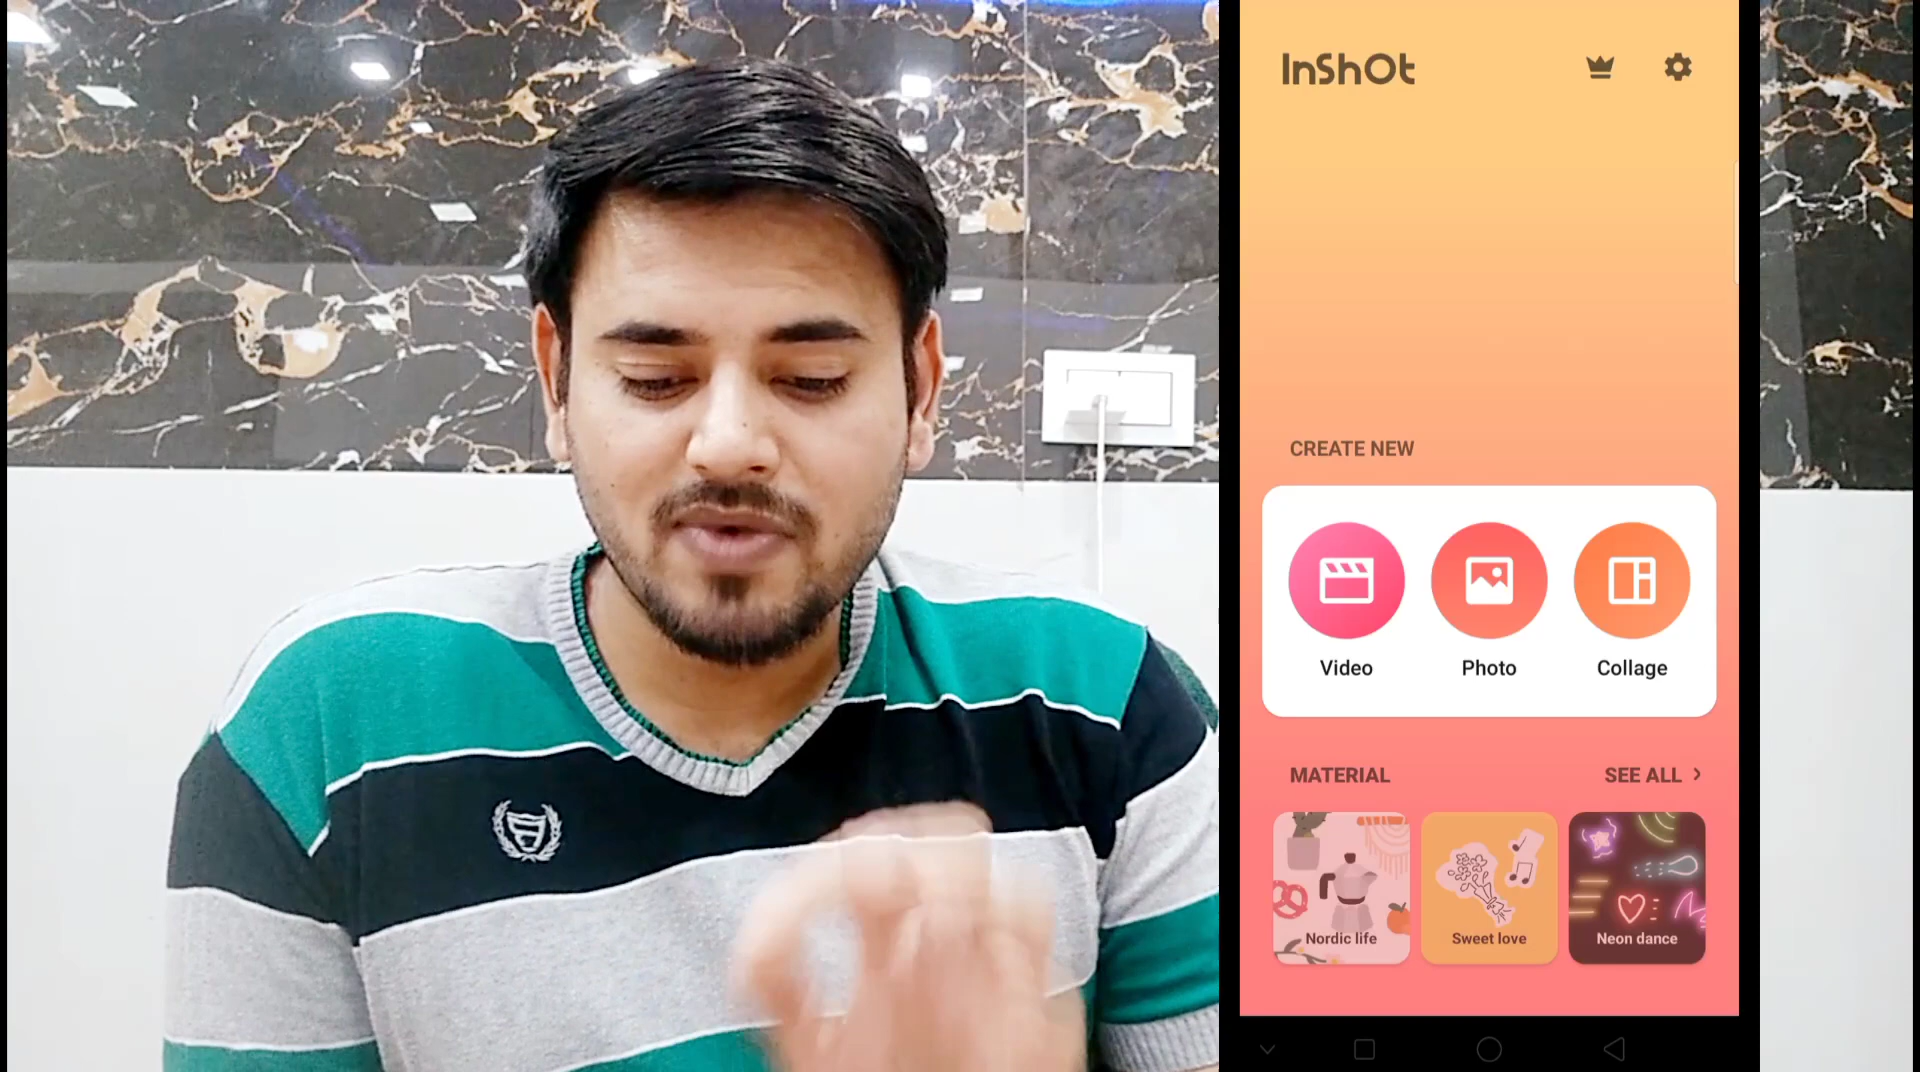 InShOt
CREATE NEW
Video
Photo
Collage
MATERIAL
SEE ALL >
Nordic life
Sweet love
Neon dance